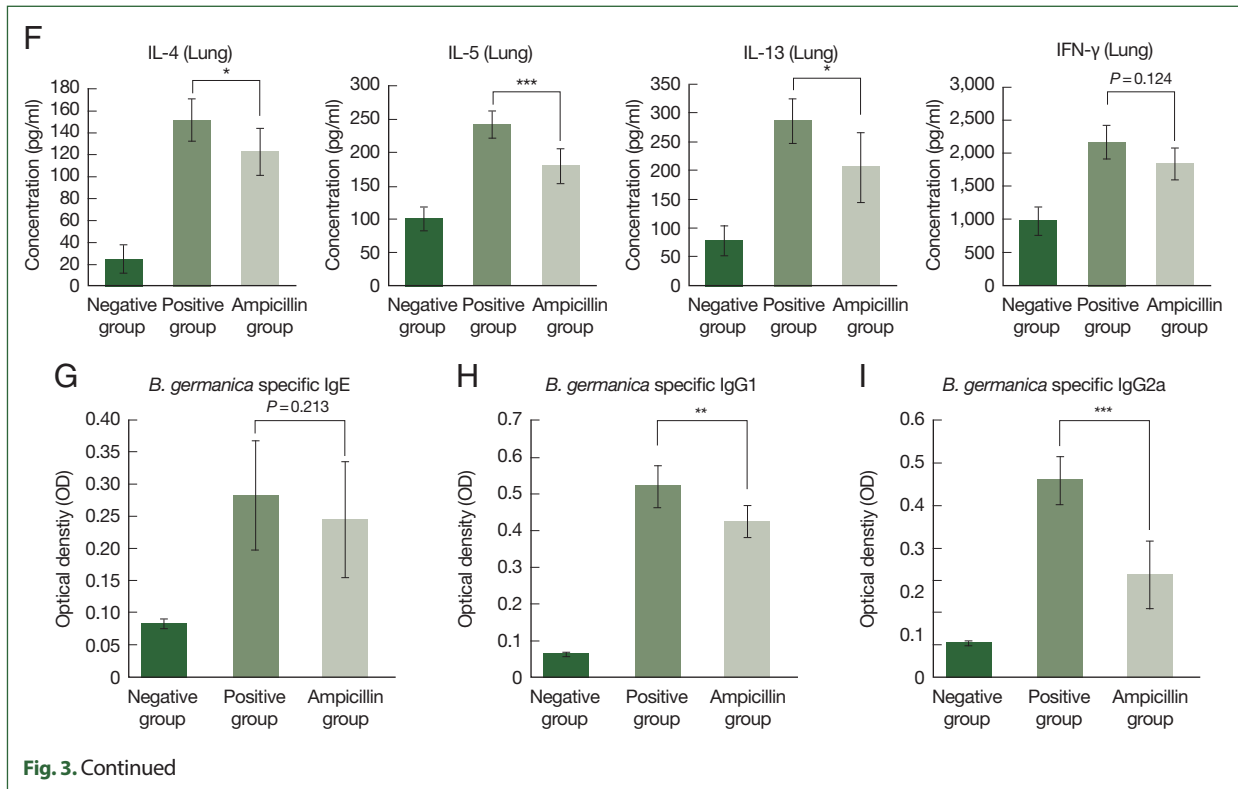 F
IL-4 (Lung)
*
Concentration (pg/ml)
180
160
140
120
100
80
60
40
20
0
Negative group
Positive group
Ampicillin group
IL-5 (Lung)
***
Concentration (pg/ml)
300
250
200
150
100
50
0
Negative group
Positive group
Ampicillin group
IL-13 (Lung)
*
Concentration (pg/ml)
350
300
250
200
150
100
50
0
Negative group
Positive group
Ampicillin group
IFN-γ (Lung)
P = 0.124
Concentration (pg/ml)
3,000
2,500
2,000
1,500
1,000
500
0
Negative group
Positive group
Ampicillin group
G
B. germanica specific IgE
P = 0.213
Optical denstiy (OD)
0.40
0.35
0.30
0.25
0.20
0.15
0.10
0.05
0
Negative group
Positive group
Ampicillin group
H
B. germanica specific IgG1
**
Optical density (OD)
0.7
0.6
0.5
0.4
0.3
0.2
0.1
0
Negative group
Positive group
Ampicillin group
I
B. germanica specific IgG2a
***
Optical denstiy (OD)
0.6
0.5
0.4
0.3
0.2
0.1
0
Negative group
Positive group
Ampicillin group
Fig. 3. Continued